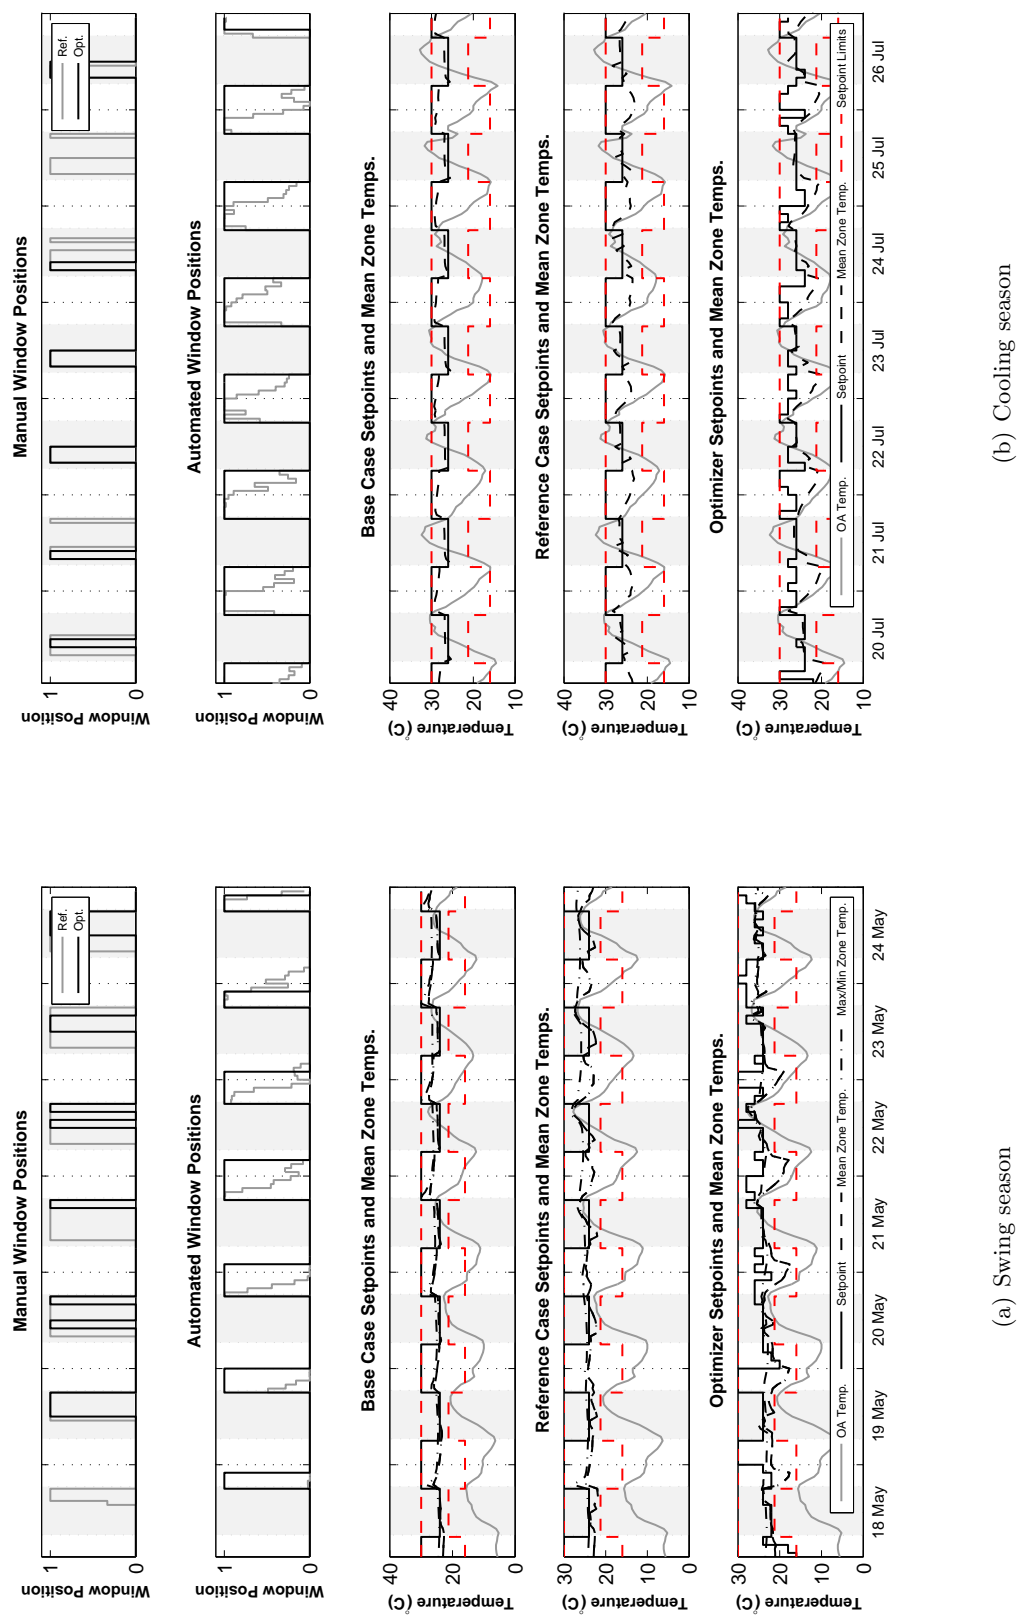 Manual Window Positions
Window Position
1
0
Ref.
Opt.
Automated Window Positions
Window Position
1
0
Base Case Setpoints and Mean Zone Temps.
Temperature (°C)
40
20
0
Reference Case Setpoints and Mean Zone Temps.
Temperature (°C)
30
20
10
0
Optimizer Setpoints and Mean Zone Temps.
Temperature (°C)
30
20
10
0
OA Temp.
Setpoint
Mean Zone Temp.
Max/Min Zone Temp.
18 May
19 May
20 May
21 May
22 May
23 May
24 May
(a) Swing season
Manual Window Positions
Window Position
1
0
Ref.
Opt.
Automated Window Positions
Window Position
1
0
Base Case Setpoints and Mean Zone Temps.
Temperature (°C)
40
30
20
10
Reference Case Setpoints and Mean Zone Temps.
Temperature (°C)
40
30
20
10
Optimizer Setpoints and Mean Zone Temps.
Temperature (°C)
40
30
20
10
OA Temp.
Setpoint
Mean Zone Temp.
Setpoint Limits
20 Jul
21 Jul
22 Jul
23 Jul
24 Jul
25 Jul
26 Jul
(b) Cooling season